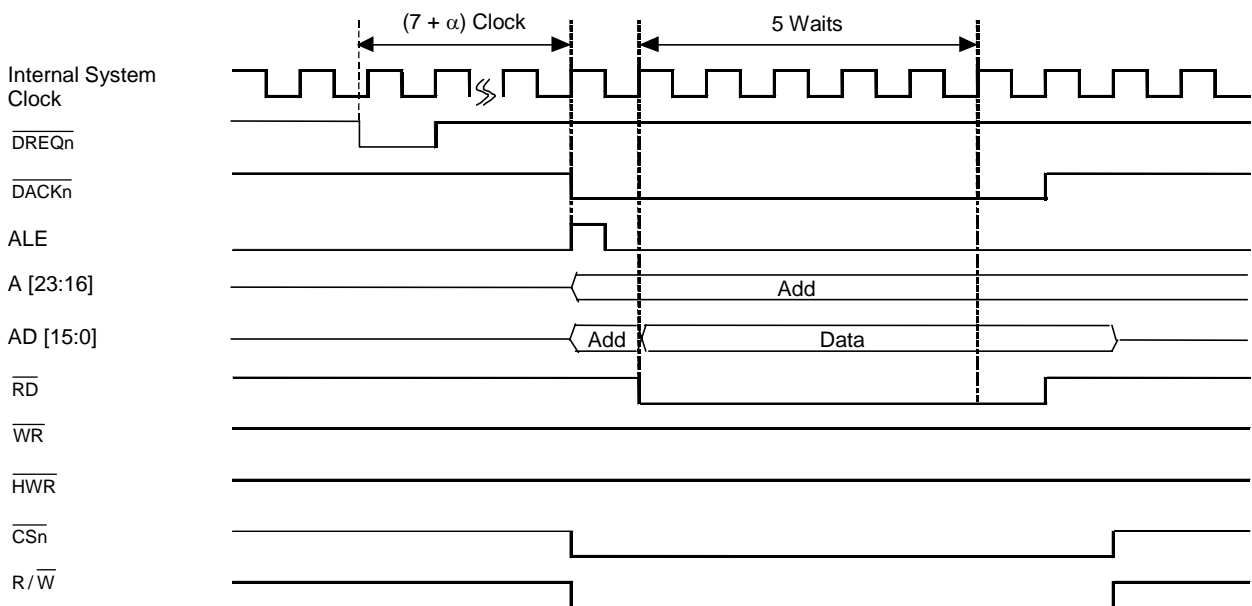 (7 + α) Clock
5 Waits
Internal System
Clock
DREQn
DACKn
ALE
A [23:16]
Add
AD [15:0]
Add
Data
RD
WR
HWR
CSn
R/W